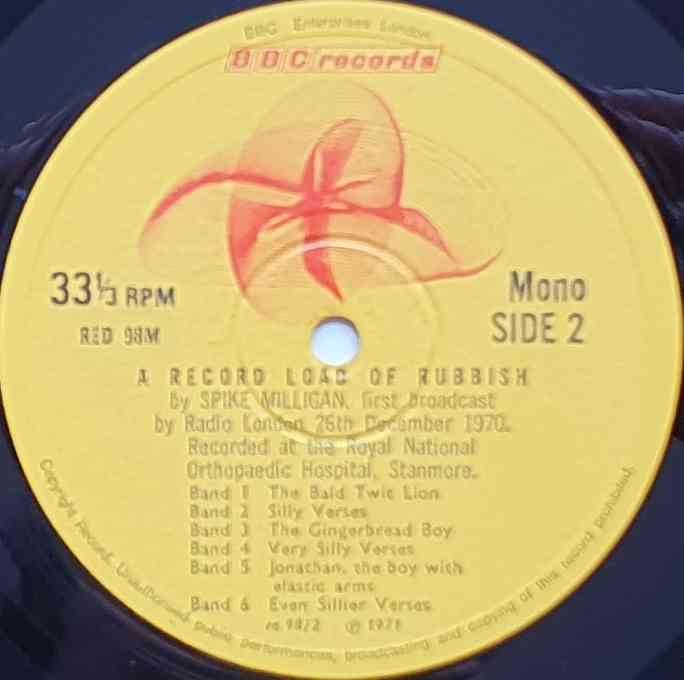 BBC Enterprises London
BBC records
33⅓ RPM
Mono
RED 98M
SIDE 2
A RECORD LOAD OF RUBBISH
by SPIKE MILLIGAN, first broadcast
by Radio London 26th December 1970.
Recorded at the Royal National
Orthopaedic Hospital, Stanmore.
Band 1 The Bald Twit Lion
Band 2 Silly Verses
Band 3 The Gingerbread Boy
Band 4 Very Silly Verses
Band 5 Jonathan, the boy with
elastic arms
Band 6 Even Sillier Verses
re.98/2 ℗ 1971
Copyright Record. Unauthorised public performances, broadcasting and copying of this record prohibited.